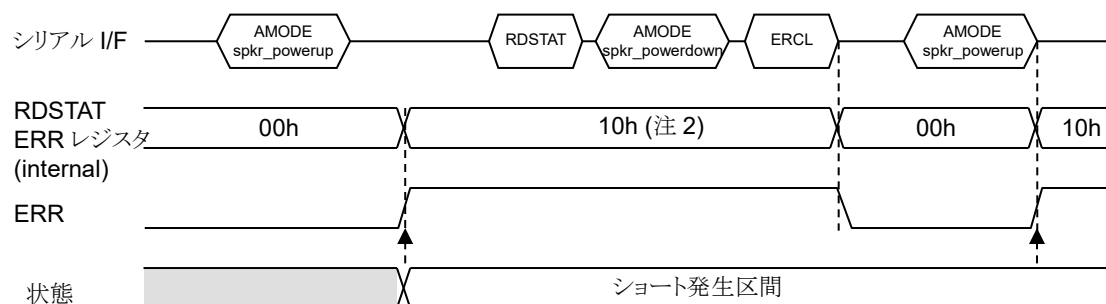 シリアル I/F
AMODE
spkr_powerup
RDSTAT
AMODE
spkr_powerdown
ERCL
AMODE
spkr_powerup
RDSTAT
ERR レジスタ
(internal)
00h
10h (注 2)
00h
10h
ERR
状態
ショート発生区間